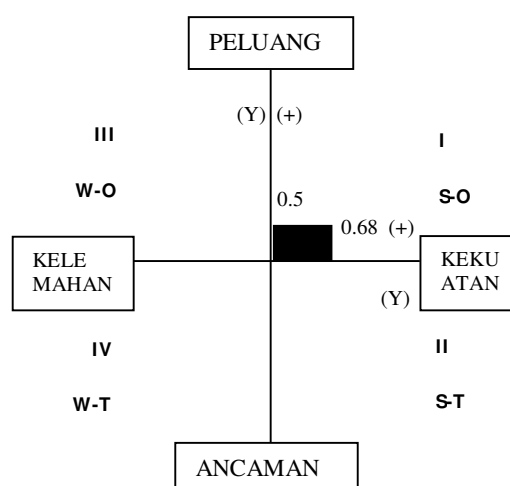 PELUANG
(Y) (+)
III
I
W-O
S-O
0.5
0.68 (+)
KELE
MAHAN
KEKU
ATAN
(Y)
IV
II
W-T
S-T
ANCAMAN